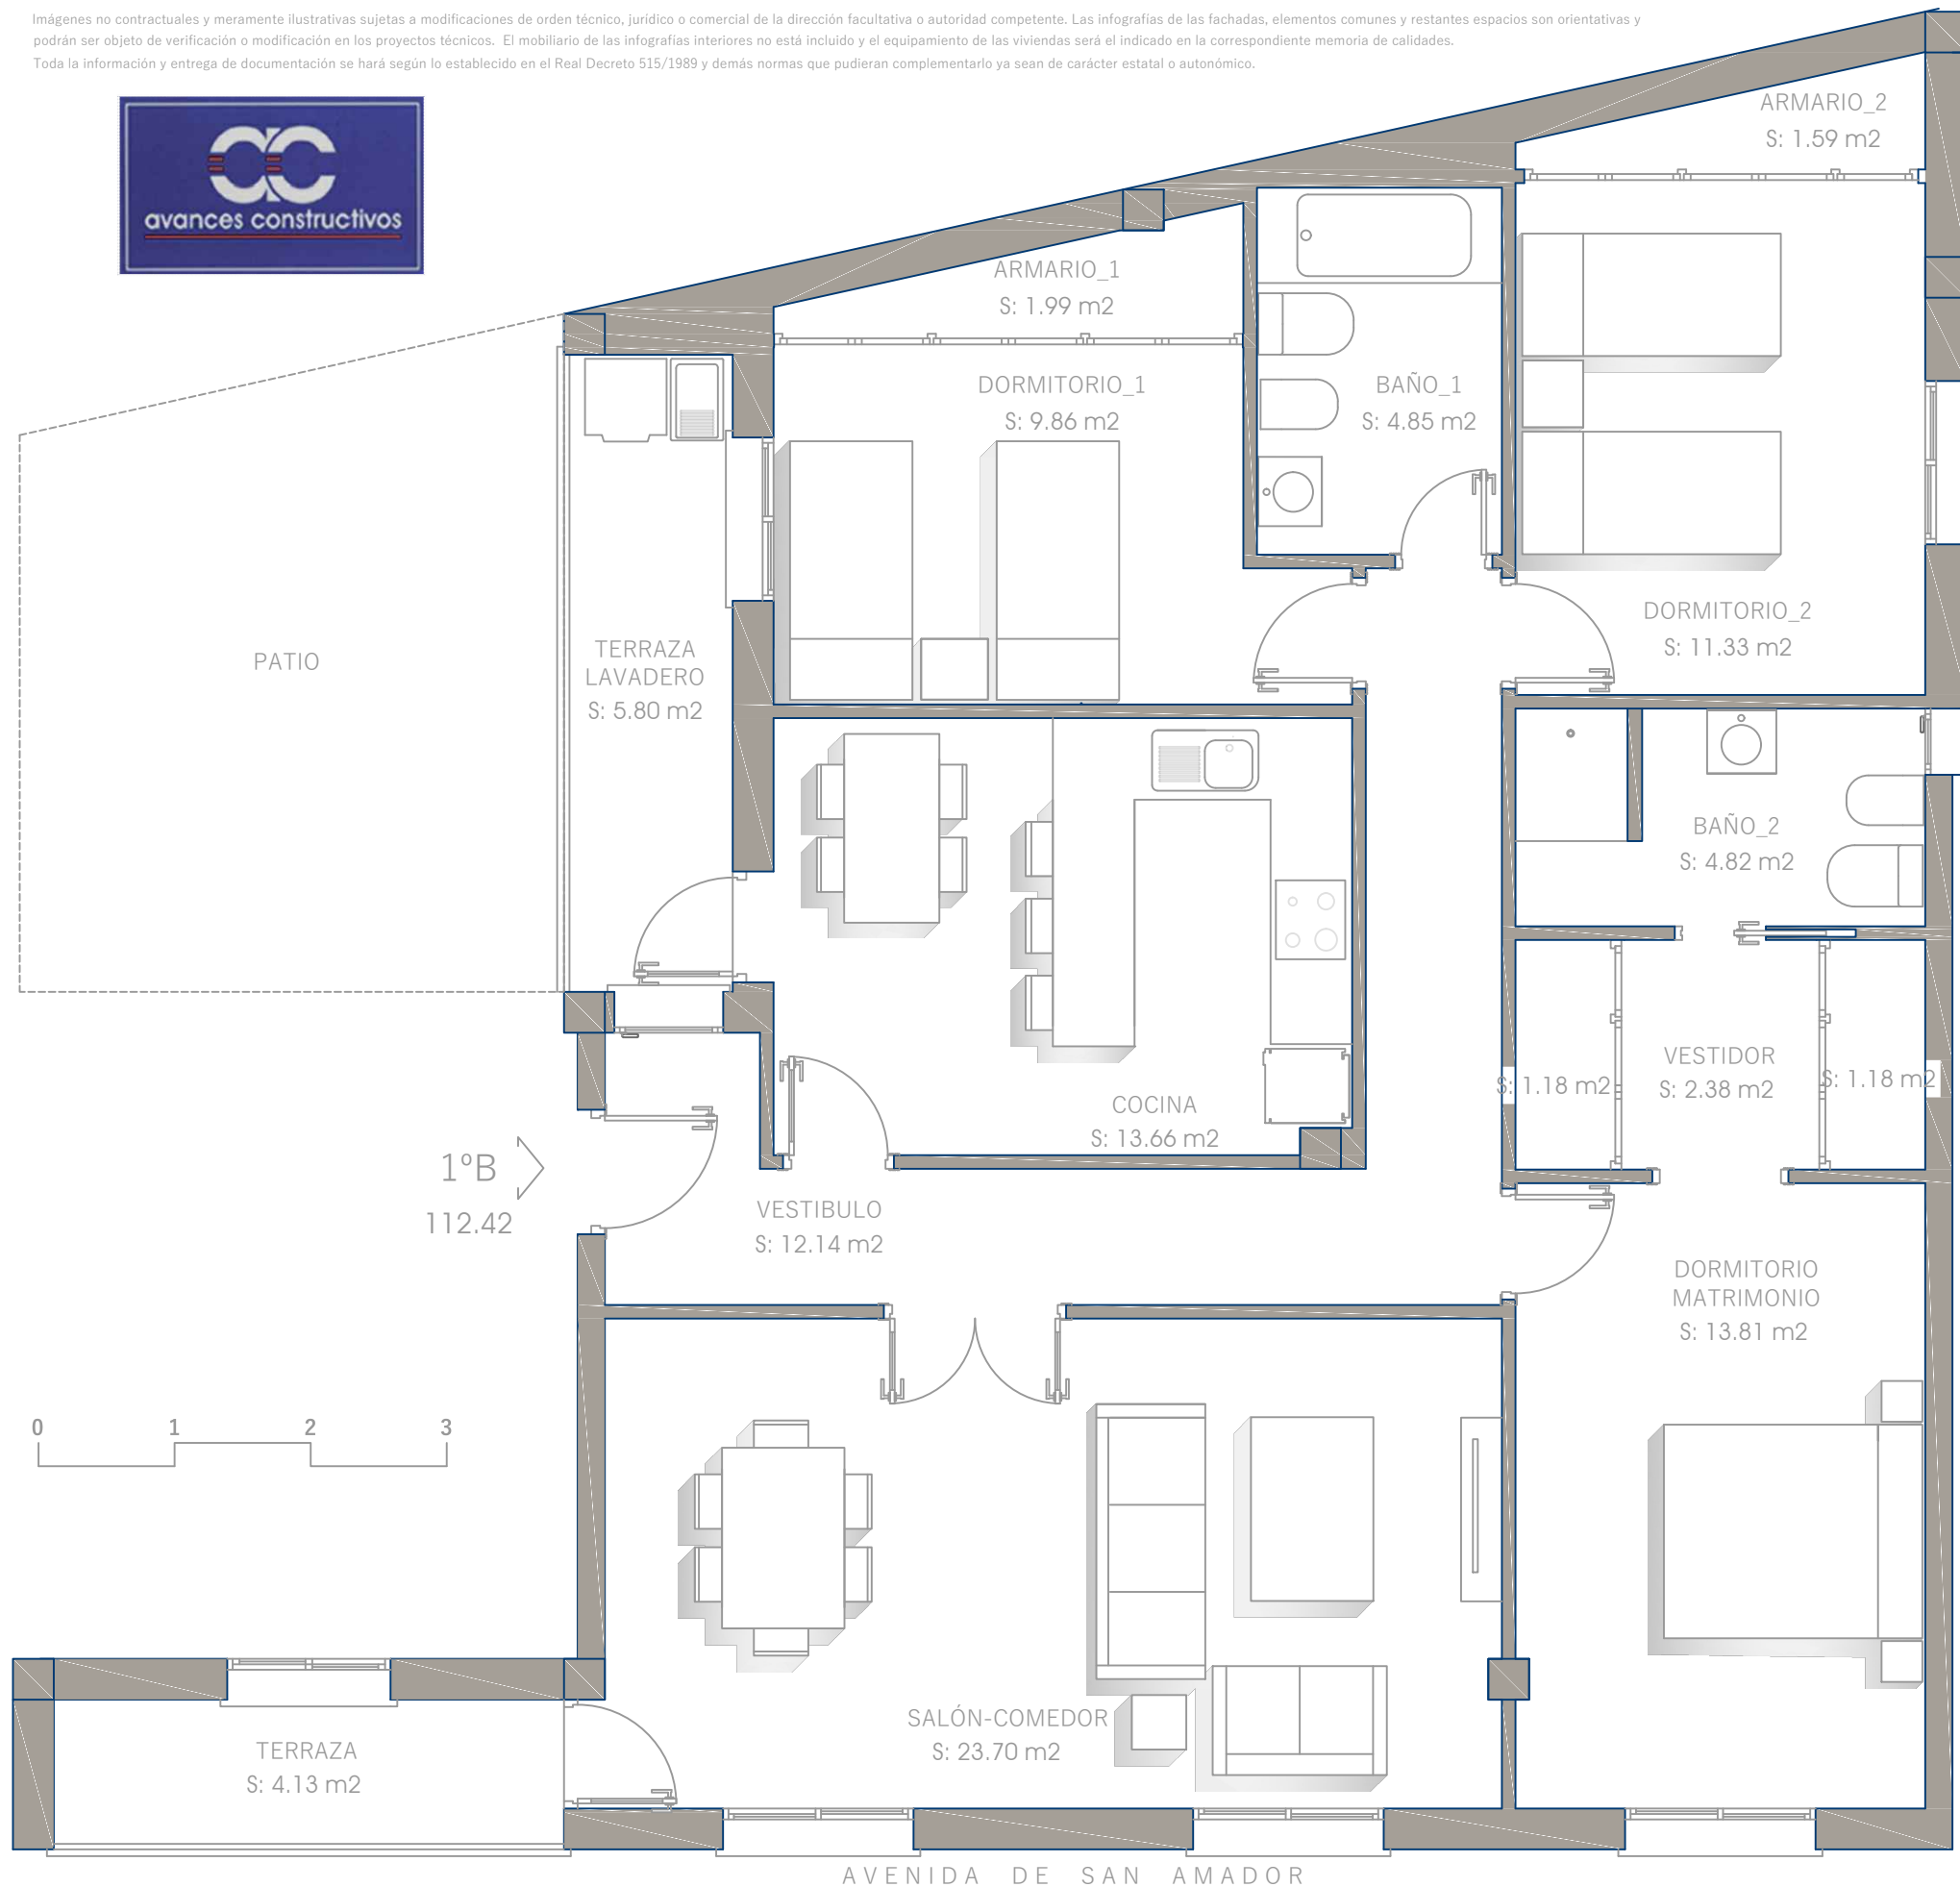 Imágenes no contractuales y meramente ilustrativas sujetas a modificaciones de orden técnico, jurídico o comercial de la dirección facultativa o autoridad competente. Las infografías de las fachadas, elementos comunes y restantes espacios son orientativas y
podrán ser objeto de verificación o modificación en los proyectos técnicos. El mobiliario de las infografías interiores no está incluido y el equipamiento de las viviendas será el indicado en la correspondiente memoria de calidades.
Toda la información y entrega de documentación se hará según lo establecido en el Real Decreto 515/1989 y demás normas que pudieran complementarlo ya sean de carácter estatal o autonómico.
ac
avances constructivos
ARMARIO_2
S: 1.59 m2
ARMARIO_1
S: 1.99 m2
DORMITORIO_1
S: 9.86 m2
BAÑO_1
S: 4.85 m2
DORMITORIO_2
S: 11.33 m2
PATIO
TERRAZA
LAVADERO
S: 5.80 m2
BAÑO_2
S: 4.82 m2
VESTIDOR
S: 2.38 m2
S: 1.18 m2
S: 1.18 m2
COCINA
S: 13.66 m2
1ºB
112.42
VESTIBULO
S: 12.14 m2
DORMITORIO
MATRIMONIO
S: 13.81 m2
0 1 2 3
SALÓN-COMEDOR
S: 23.70 m2
TERRAZA
S: 4.13 m2
AVENIDA DE SAN AMADOR